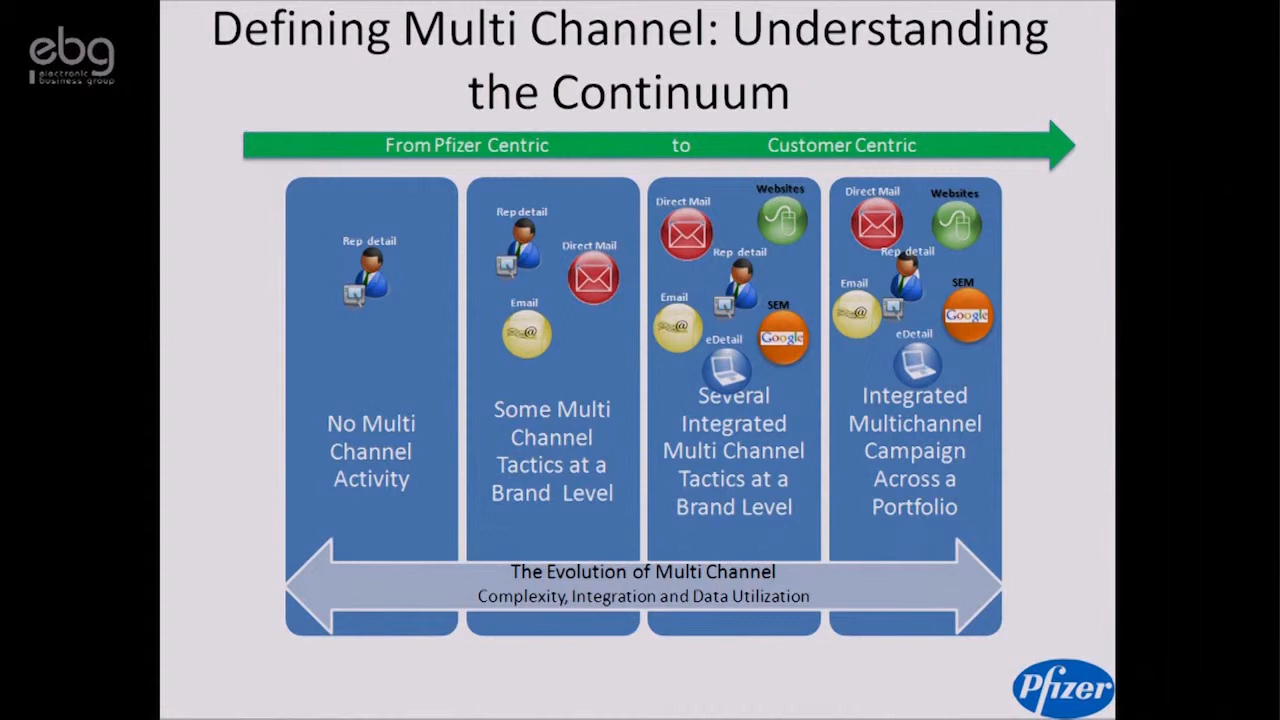 ebg
electronic
business group
Defining Multi Channel: Understanding
the Continuum
From Pfizer Centric to Customer Centric
Rep detail
No Multi
Channel
Activity
Rep detail
Direct Mail
Email
Some Multi
Channel
Tactics at a
Brand Level
Direct Mail
Websites
Rep detail
Email
SEM
Google
eDetail
Several
Integrated
Multi Channel
Tactics at a
Brand Level
Direct Mail
Websites
Rep detail
Email
SEM
Google
eDetail
Integrated
Multichannel
Campaign
Across a
Portfolio
The Evolution of Multi Channel
Complexity, Integration and Data Utilization
Pfizer